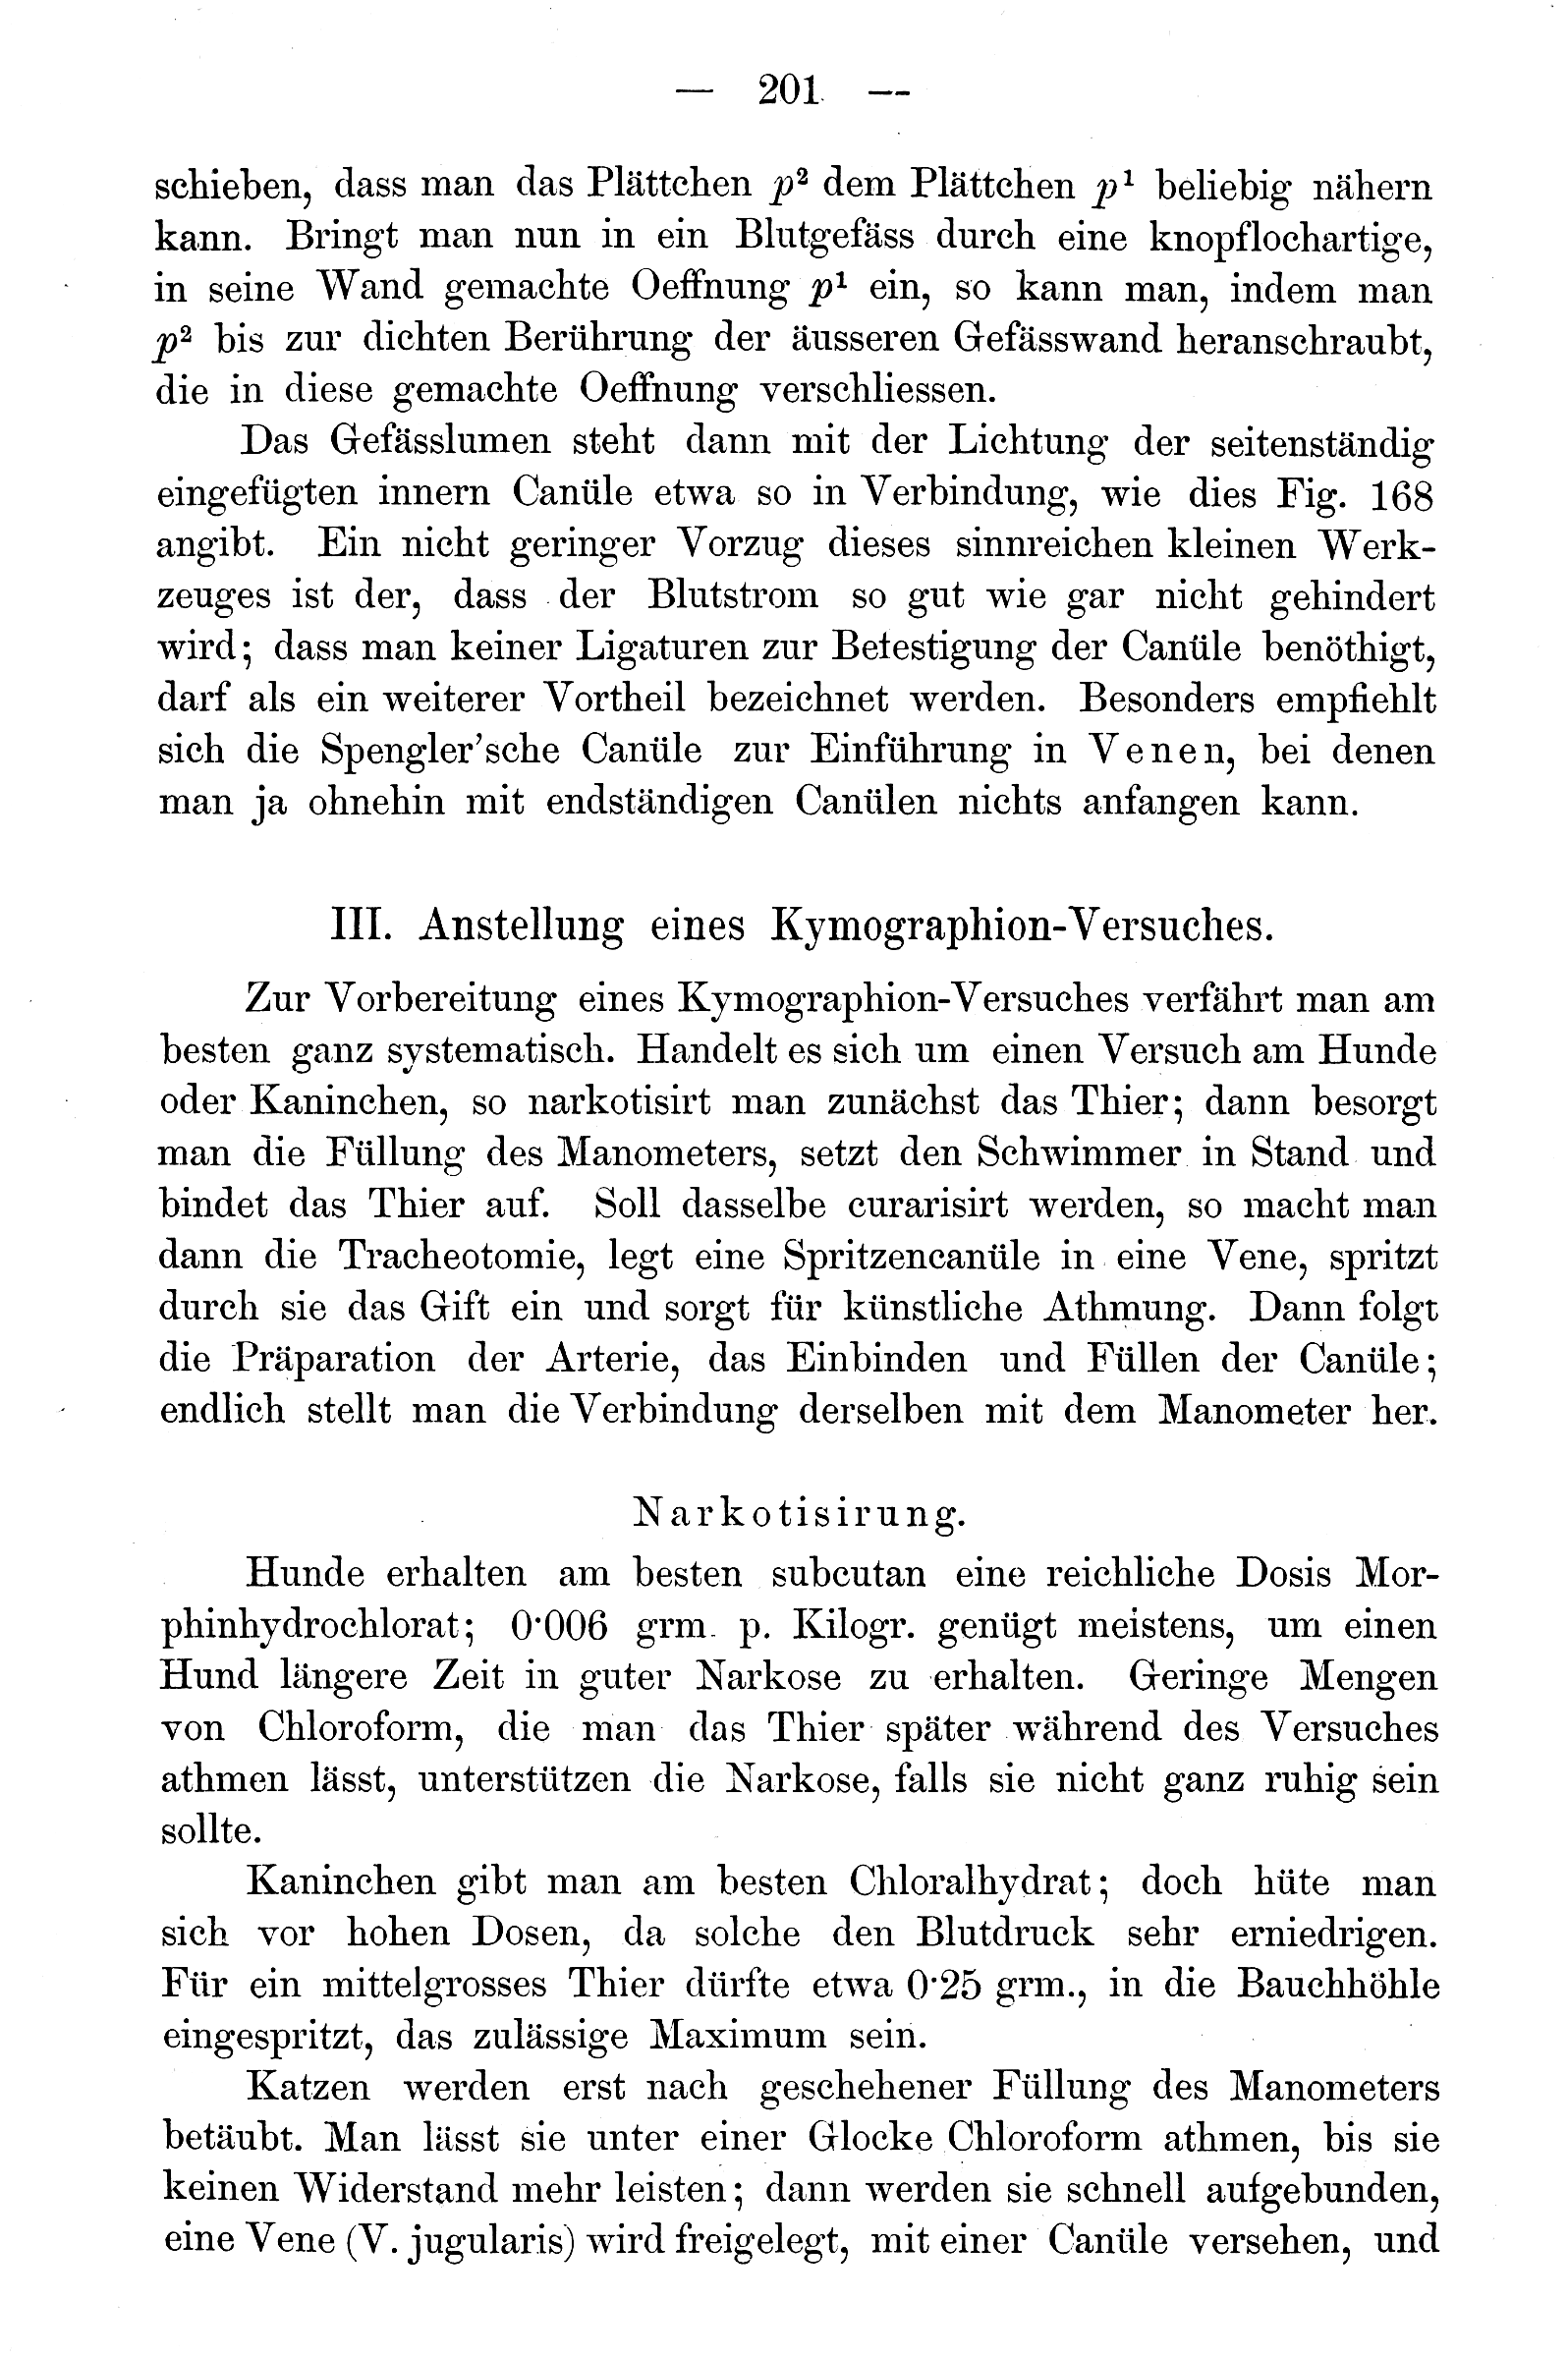 — 201 —
schieben, dass man das Plättchen p² dem Plättchen p¹ beliebig nähern
kann. Bringt man nun in ein Blutgefäss durch eine knopflochartige,
in seine Wand gemachte Oeffnung p¹ ein, so kann man, indem man
p² bis zur dichten Berührung der äusseren Gefässwand heranschraubt,
die in diese gemachte Oeffnung verschliessen.
Das Gefässlumen steht dann mit der Lichtung der seitenständig
eingefügten innern Canüle etwa so in Verbindung, wie dies Fig. 168
angibt. Ein nicht geringer Vorzug dieses sinnreichen kleinen Werk-
zeuges ist der, dass der Blutstrom so gut wie gar nicht gehindert
wird; dass man keiner Ligaturen zur Befestigung der Canüle benöthigt,
darf als ein weiterer Vortheil bezeichnet werden. Besonders empfiehlt
sich die Spengler'sche Canüle zur Einführung in Venen, bei denen
man ja ohnehin mit endständigen Canülen nichts anfangen kann.
III. Anstellung eines Kymographion-Versuches.
Zur Vorbereitung eines Kymographion-Versuches verfährt man am
besten ganz systematisch. Handelt es sich um einen Versuch am Hunde
oder Kaninchen, so narkotisirt man zunächst das Thier; dann besorgt
man die Füllung des Manometers, setzt den Schwimmer in Stand und
bindet das Thier auf. Soll dasselbe curarisirt werden, so macht man
dann die Tracheotomie, legt eine Spritzencanüle in eine Vene, spritzt
durch sie das Gift ein und sorgt für künstliche Athmung. Dann folgt
die Präparation der Arterie, das Einbinden und Füllen der Canüle;
endlich stellt man die Verbindung derselben mit dem Manometer her.
Narkotisirung.
Hunde erhalten am besten subcutan eine reichliche Dosis Mor-
phinhydrochlorat; 0·006 grm. p. Kilogr. genügt meistens, um einen
Hund längere Zeit in guter Narkose zu erhalten. Geringe Mengen
von Chloroform, die man das Thier später während des Versuches
athmen lässt, unterstützen die Narkose, falls sie nicht ganz ruhig sein
sollte.
Kaninchen gibt man am besten Chloralhydrat; doch hüte man
sich vor hohen Dosen, da solche den Blutdruck sehr erniedrigen.
Für ein mittelgrosses Thier dürfte etwa 0·25 grm., in die Bauchhöhle
eingespritzt, das zulässige Maximum sein.
Katzen werden erst nach geschehener Füllung des Manometers
betäubt. Man lässt sie unter einer Glocke Chloroform athmen, bis sie
keinen Widerstand mehr leisten; dann werden sie schnell aufgebunden,
eine Vene (V. jugularis) wird freigelegt, mit einer Canüle versehen, und